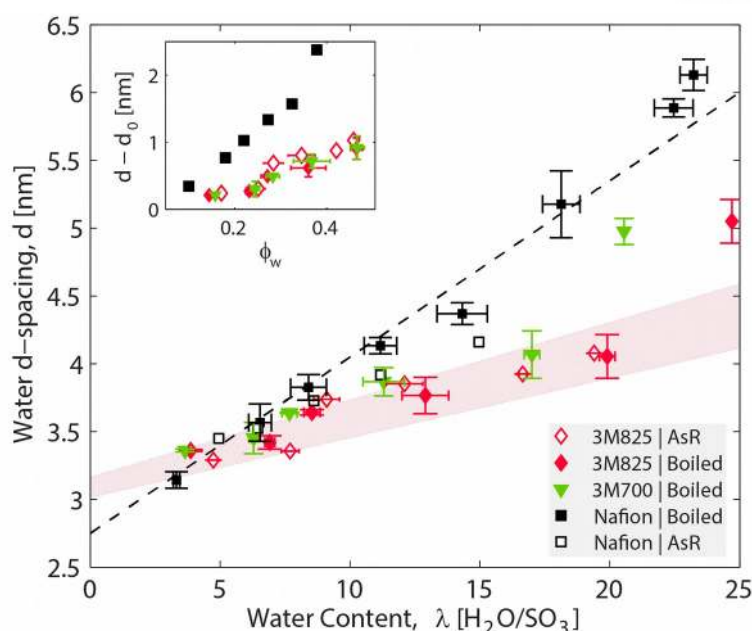 6.5
6
5.5
5
4.5
4
3.5
3
2.5
Water d-spacing, d [nm]
2
1
0
d – d0 [nm]
0.2
0.4
ϕw
3M825 | AsR
3M825 | Boiled
3M700 | Boiled
Nafion | Boiled
Nafion | AsR
0
5
10
15
20
25
Water Content, λ [H2O/SO3]